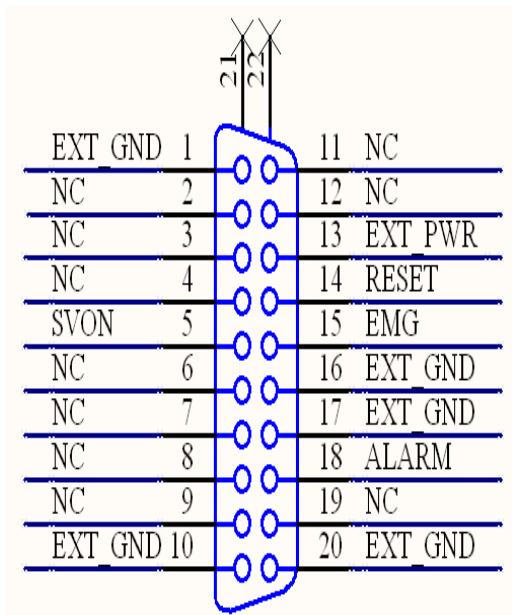 21 22
EXT_GND 1 11 NC
NC 2 12 NC
NC 3 13 EXT_PWR
NC 4 14 RESET
SVON 5 15 EMG
NC 6 16 EXT_GND
NC 7 17 EXT_GND
NC 8 18 ALARM
NC 9 19 NC
EXT_GND 10 20 EXT_GND